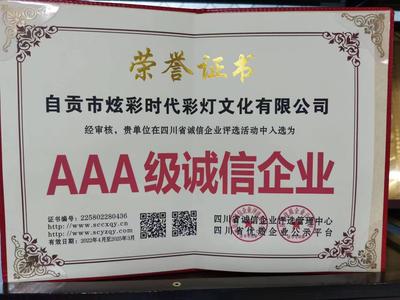 荣誉证书
自贡市炫彩时代彩灯文化有限公司
经审核，贵单位在四川省诚信企业评选活动中入选为
AAA级诚信企业
证书编号：225802280436
http://www.sccxqy.cn
http://www.scyzqy.com
有效日期：2022年4月至2025年3月
四川省诚信企业评选管理中心
四川省优质企业公示平台